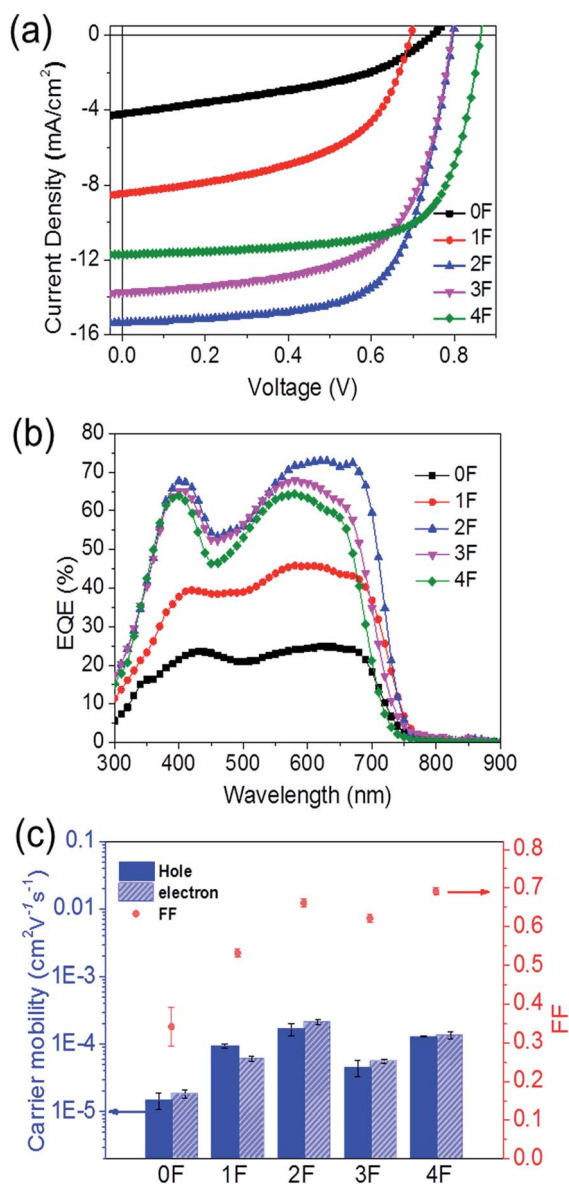 (a)
0
-4
-8
-12
-16
Current Density (mA/cm²)
0F
1F
2F
3F
4F
0.0 0.2 0.4 0.6 0.8
Voltage (V)
(b)
80
70
60
50
40
30
20
10
0
EQE (%)
0F
1F
2F
3F
4F
300 400 500 600 700 800 900
Wavelength (nm)
(c)
0.1
0.01
1E-3
1E-4
1E-5
Carrier mobility (cm²V⁻¹s⁻¹)
Hole
electron
FF
0.8
0.7
0.6
0.5
0.4
0.3
0.2
0.1
0.0
FF
0F 1F 2F 3F 4F